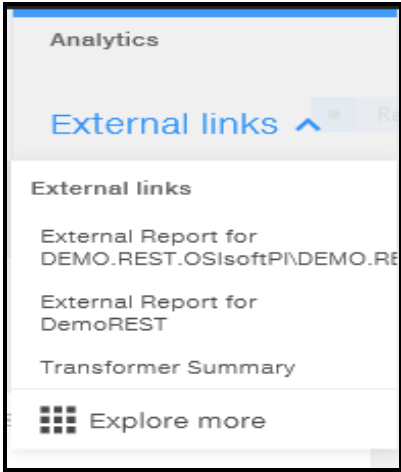 Analytics
External links
External links
External Report for
DEMO.REST.OSIsoftPI\DEMO.RE
External Report for
DemoREST
Transformer Summary
Explore more